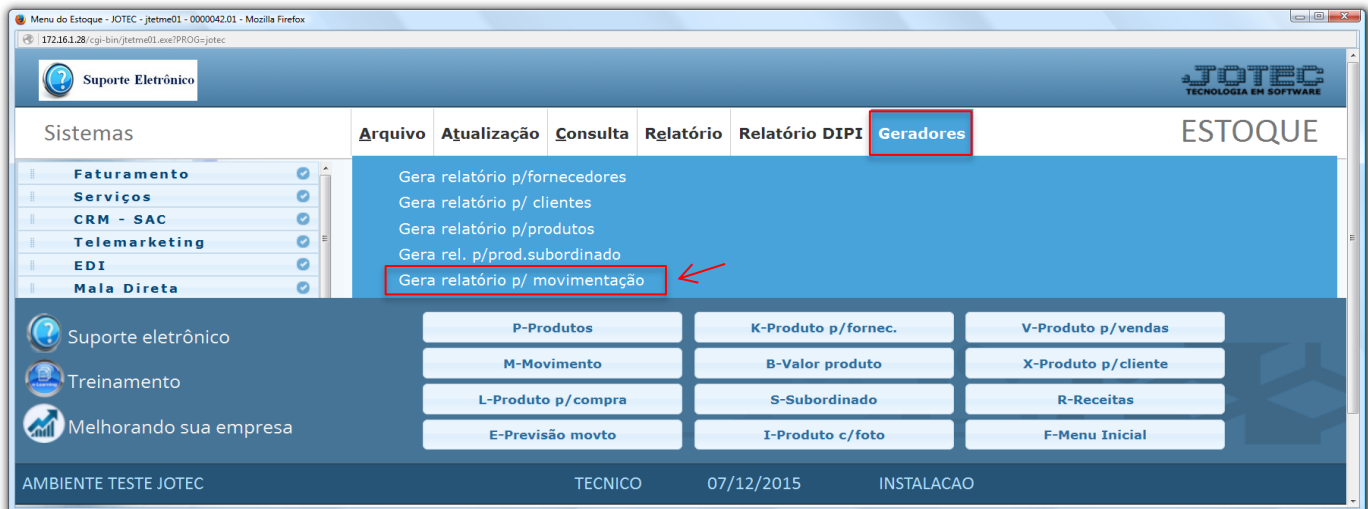 Menu do Estoque - JOTEC - jtetme01 - 0000042.01 - Mozilla Firefox
172.16.1.28/cgi-bin/jtetme01.exe?PROG=jotec
Suporte Eletrônico
JOTEC
TECNOLOGIA EM SOFTWARE
Sistemas
Arquivo Atualização Consulta Relatório Relatório DIPI Geradores
ESTOQUE
Faturamento
Serviços
CRM - SAC
Telemarketing
EDI
Mala Direta
Gera relatório p/fornecedores
Gera relatório p/ clientes
Gera relatório p/produtos
Gera rel. p/prod.subordinado
Gera relatório p/ movimentação
Suporte eletrônico
Treinamento
Melhorando sua empresa
P-Produtos K-Produto p/fornec. V-Produto p/vendas
M-Movimento B-Valor produto X-Produto p/cliente
L-Produto p/compra S-Subordinado R-Receitas
E-Previsão movto I-Produto c/foto F-Menu Inicial
AMBIENTE TESTE JOTEC TECNICO 07/12/2015 INSTALACAO